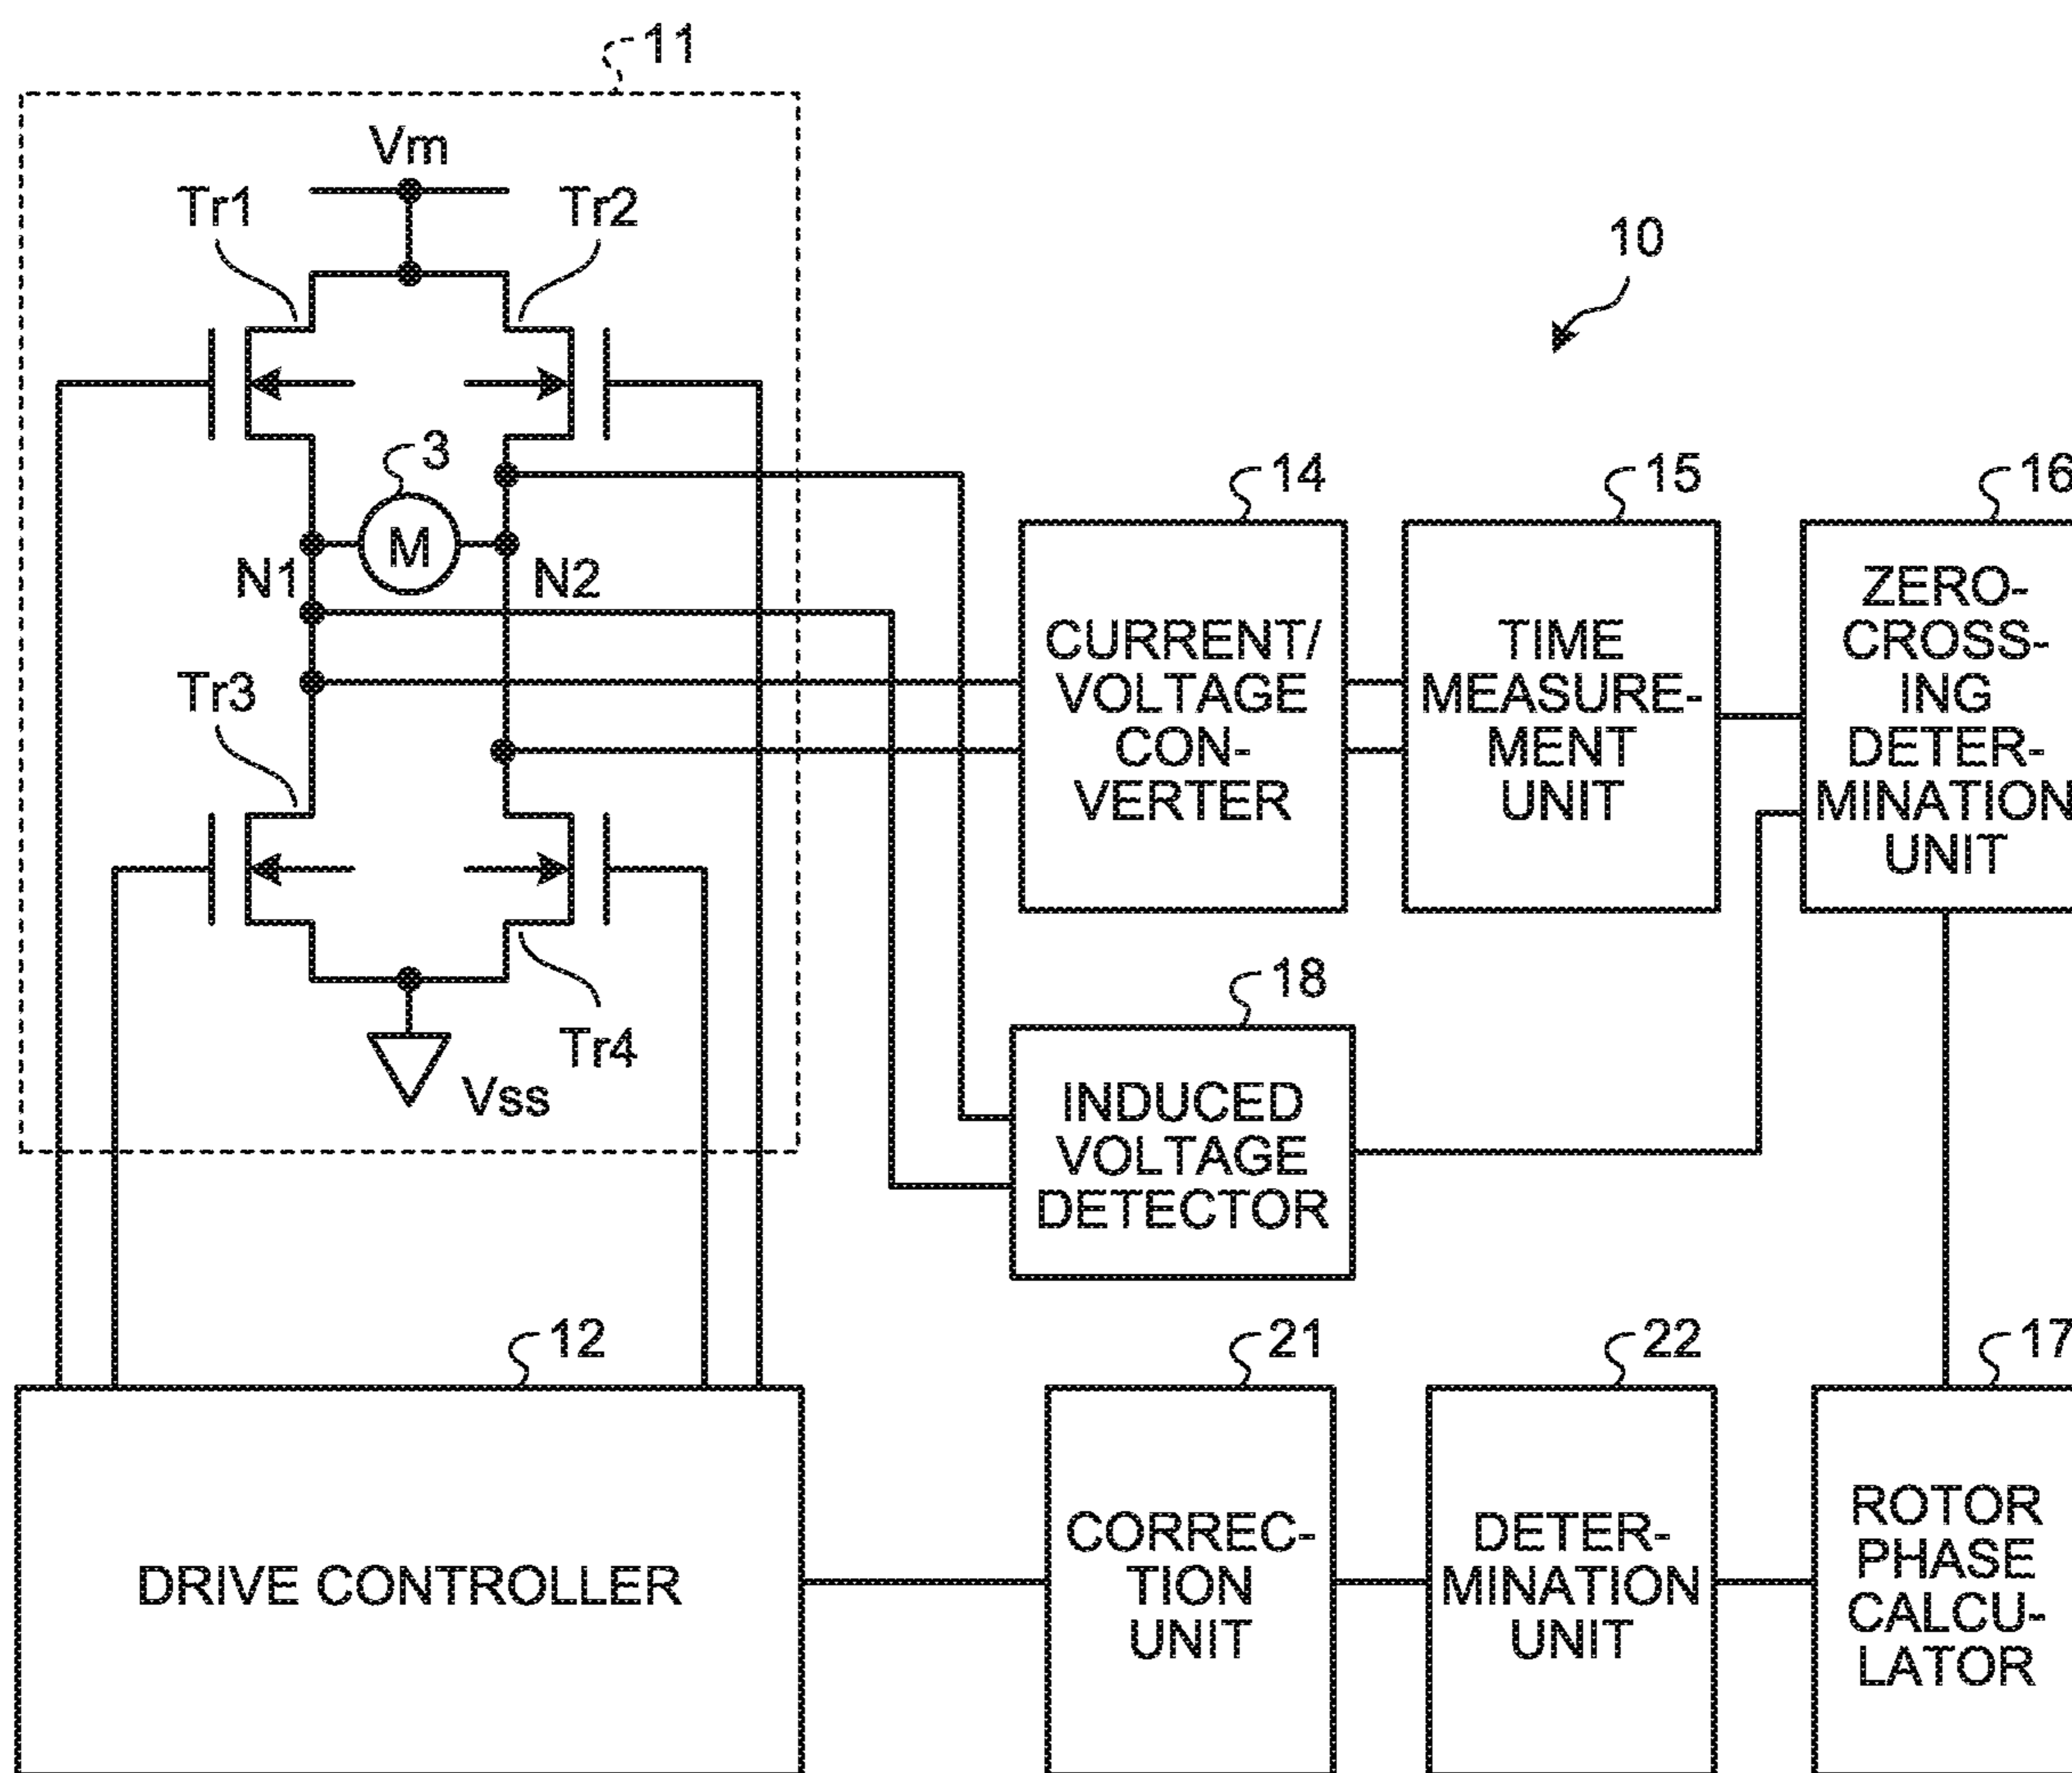 11
Vm
Tr1
Tr2
10
3
M
N1
N2
14
15
16
CURRENT/
VOLTAGE
CON-
VERTER
TIME
MEASURE-
MENT
UNIT
ZERO-
CROSS-
ING
DETER-
MINATION
UNIT
Tr3
Tr4
Vss
18
INDUCED
VOLTAGE
DETECTOR
12
21
22
17
DRIVE CONTROLLER
CORREC-
TION
UNIT
DETER-
MINATION
UNIT
ROTOR
PHASE
CALCU-
LATOR